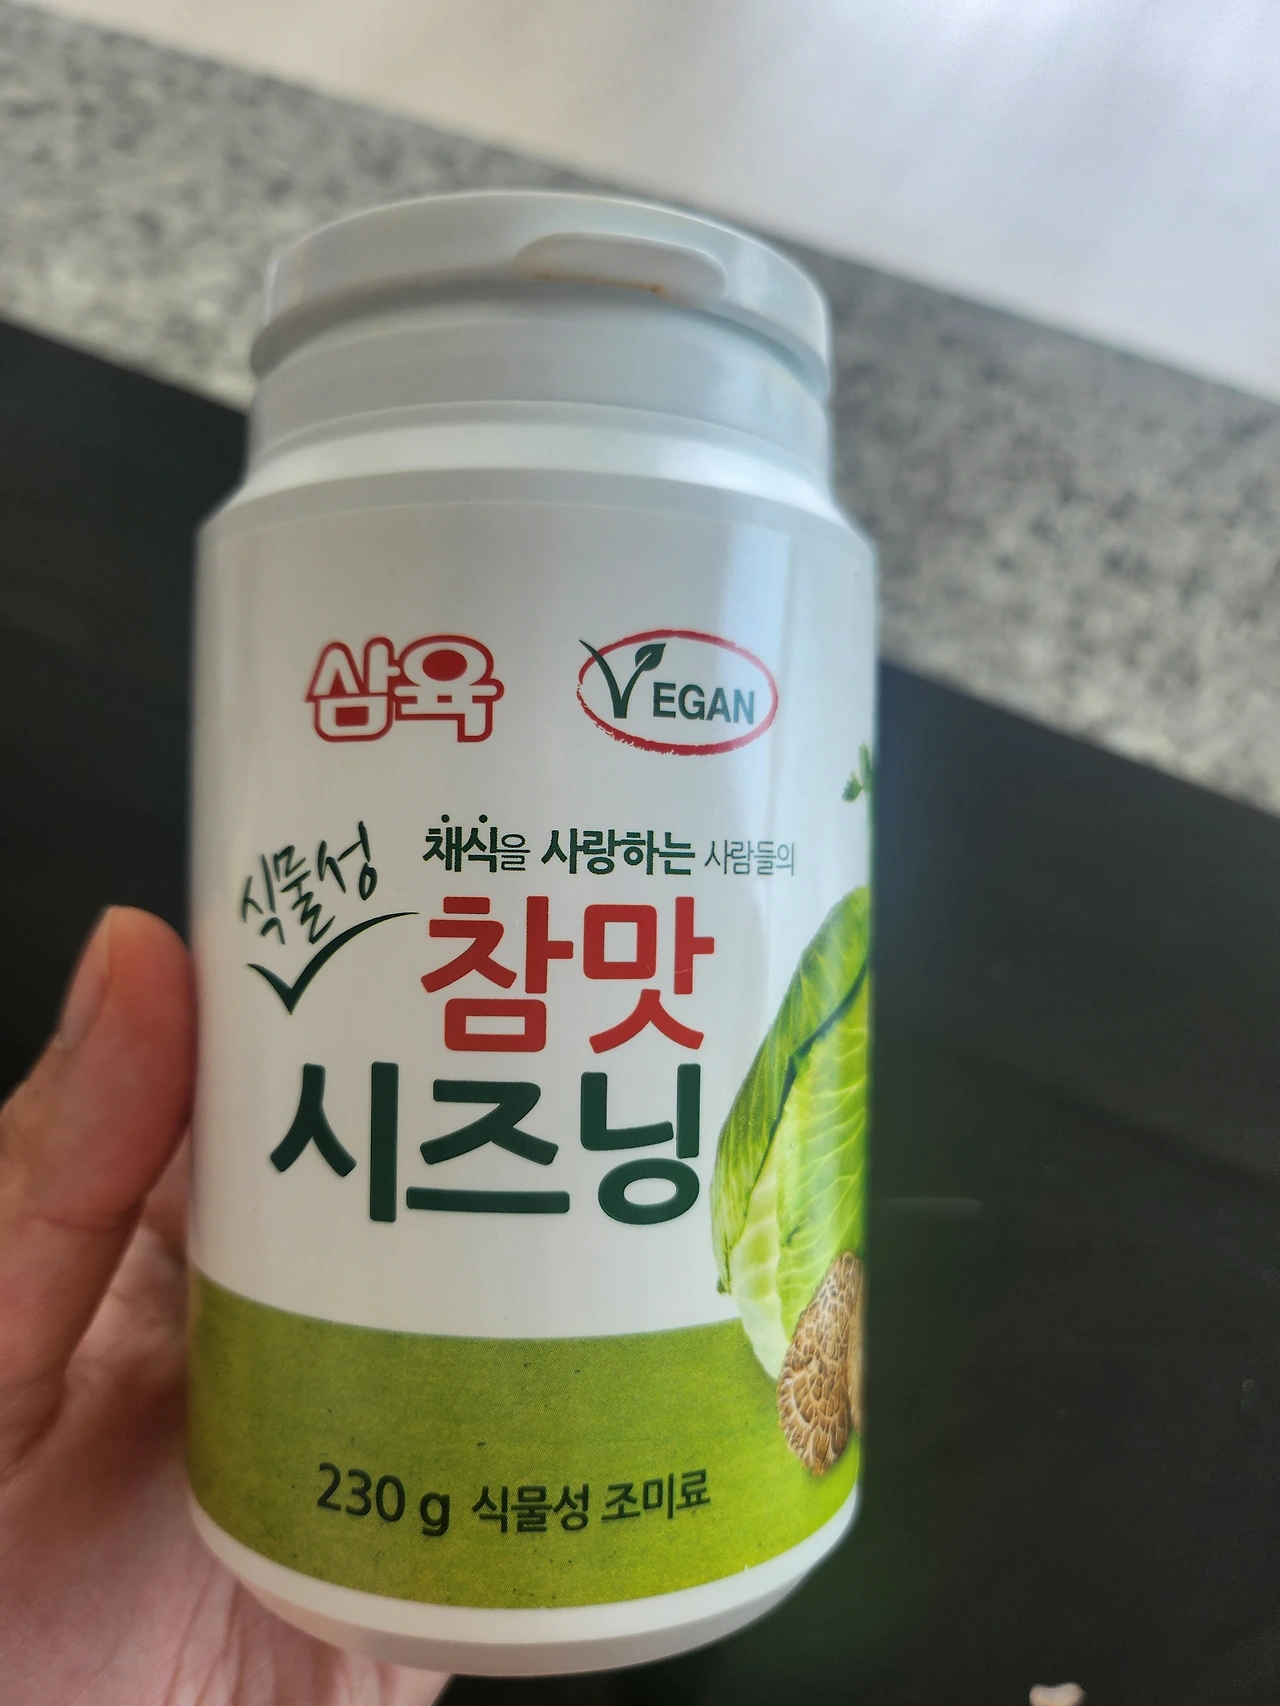 삼육
VEGAN
채식을 사랑하는 사람들의
식물성
참맛
시즈닝
230 g 식물성 조미료